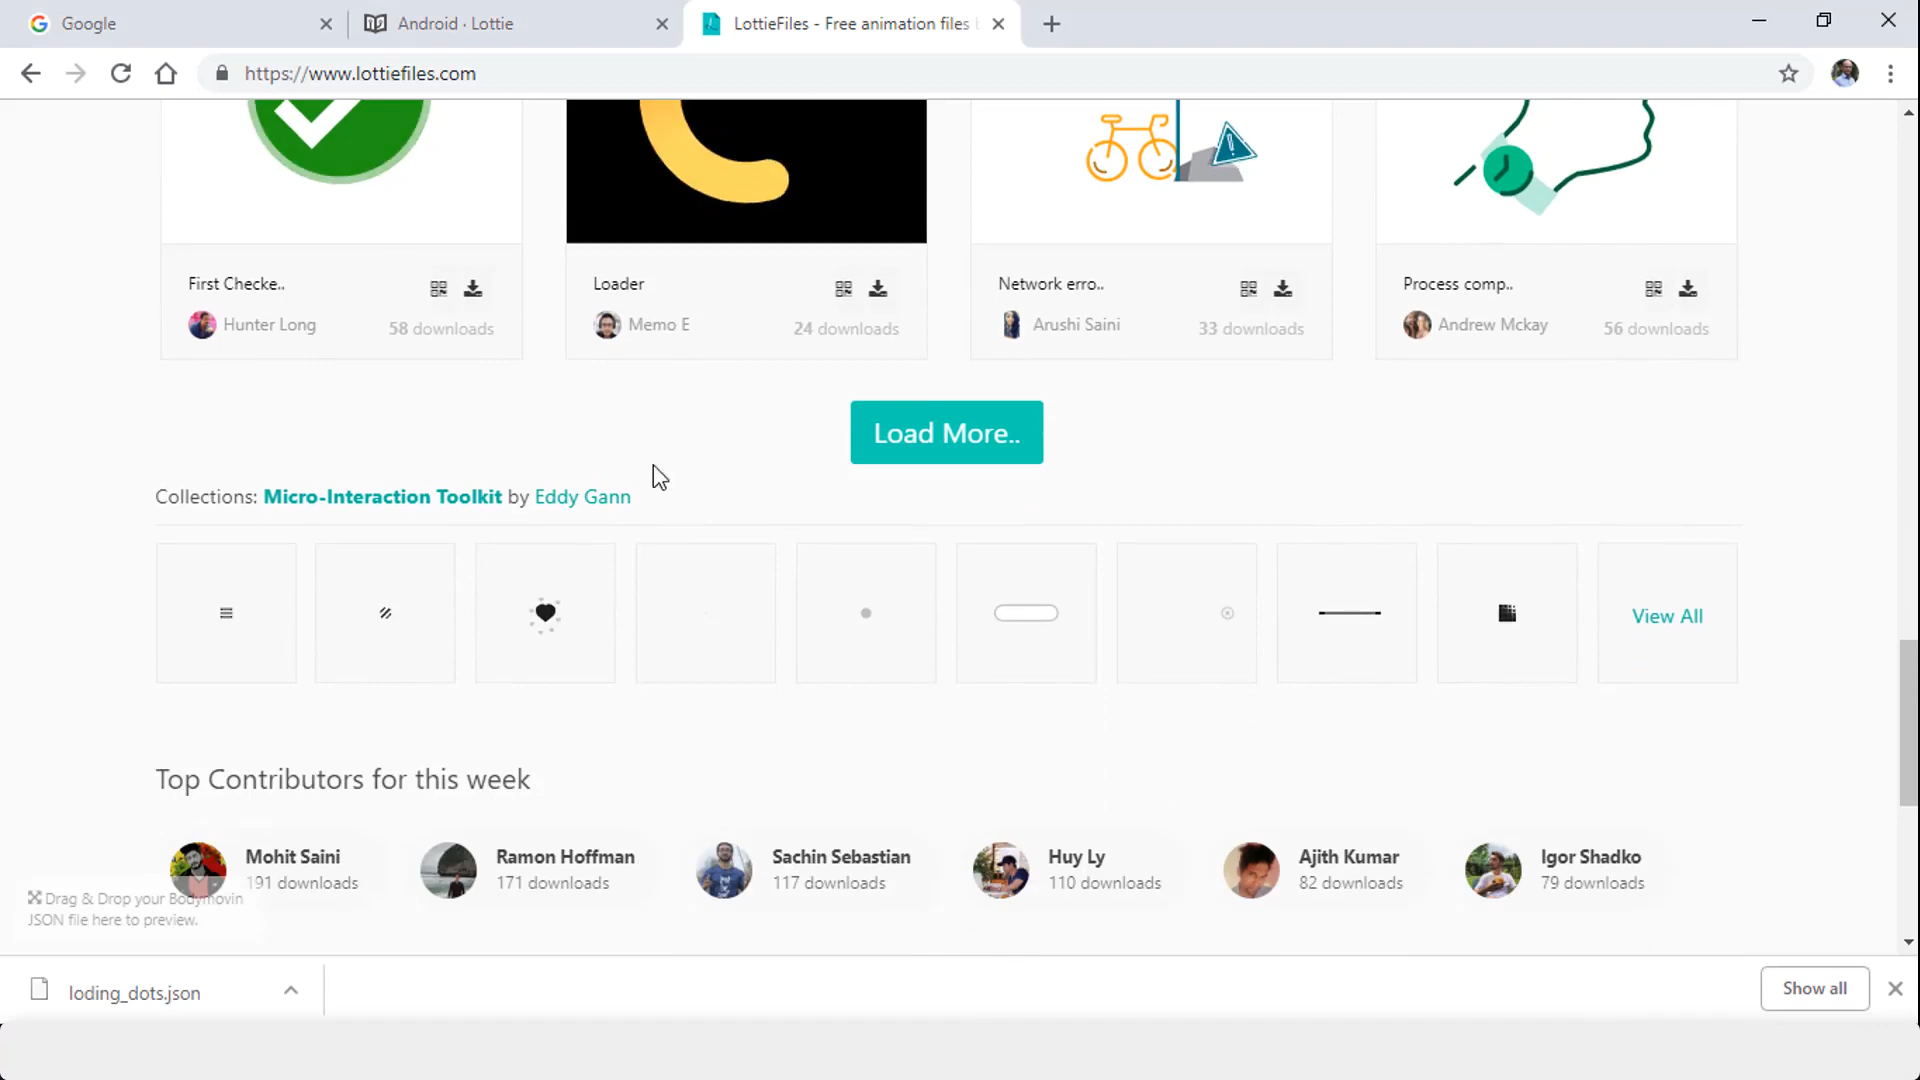 Google
Android · Lottie
LottieFiles - Free animation files
https://www.lottiefiles.com
First Checke..
Hunter Long
58 downloads
Loader
Memo E
24 downloads
Network erro..
Arushi Saini
33 downloads
Process comp..
Andrew Mckay
56 downloads
Load More..
Collections: Micro-Interaction Toolkit by Eddy Gann
View All
Top Contributors for this week
Mohit Saini
191 downloads
Ramon Hoffman
171 downloads
Sachin Sebastian
117 downloads
Huy Ly
110 downloads
Ajith Kumar
82 downloads
Igor Shadko
79 downloads
Drag & Drop your Bodymovin
JSON file here to preview.
loding_dots.json
Show all